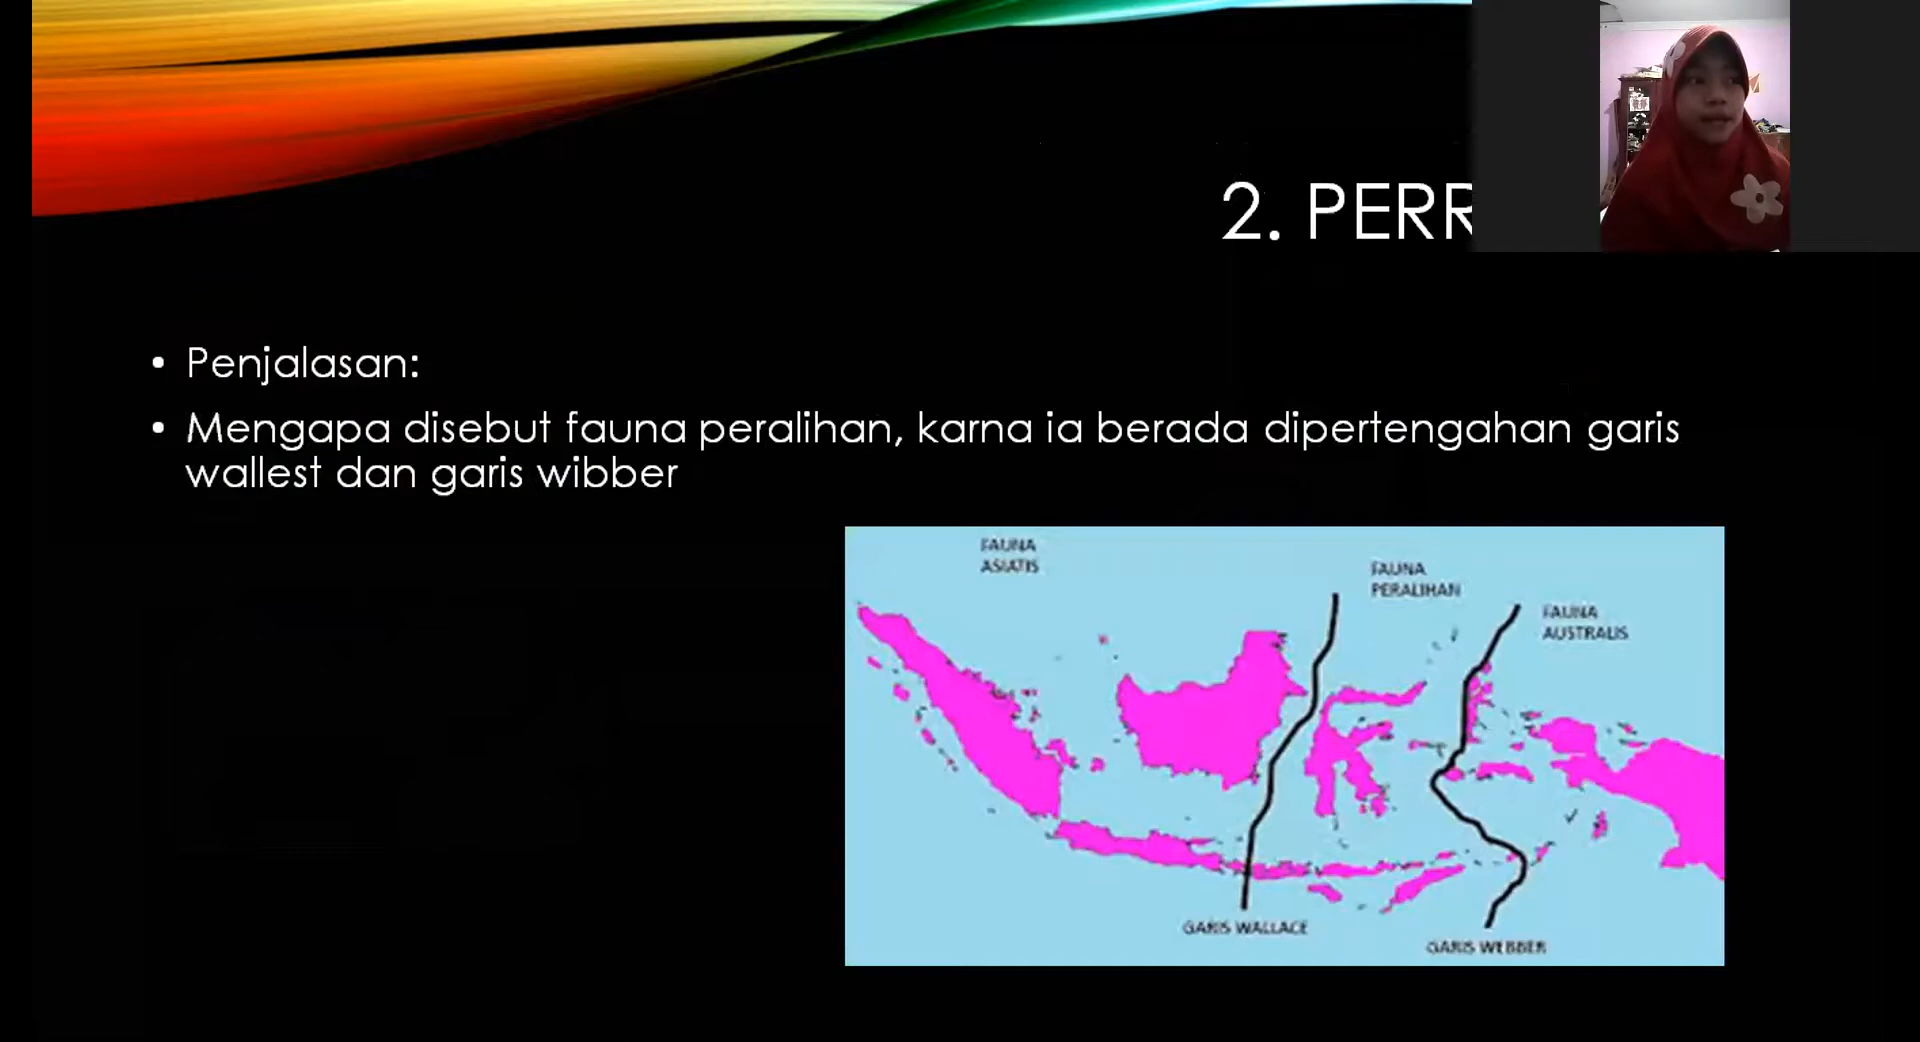 2. PERR
• Penjalasan:
• Mengapa disebut fauna peralihan, karna ia berada dipertengahan garis
wallest dan garis wibber
FAUNA
ASIATIS
FAUNA
PERALIHAN
FAUNA
AUSTRALIS
GARIS WALLACE
GARIS WEBBER